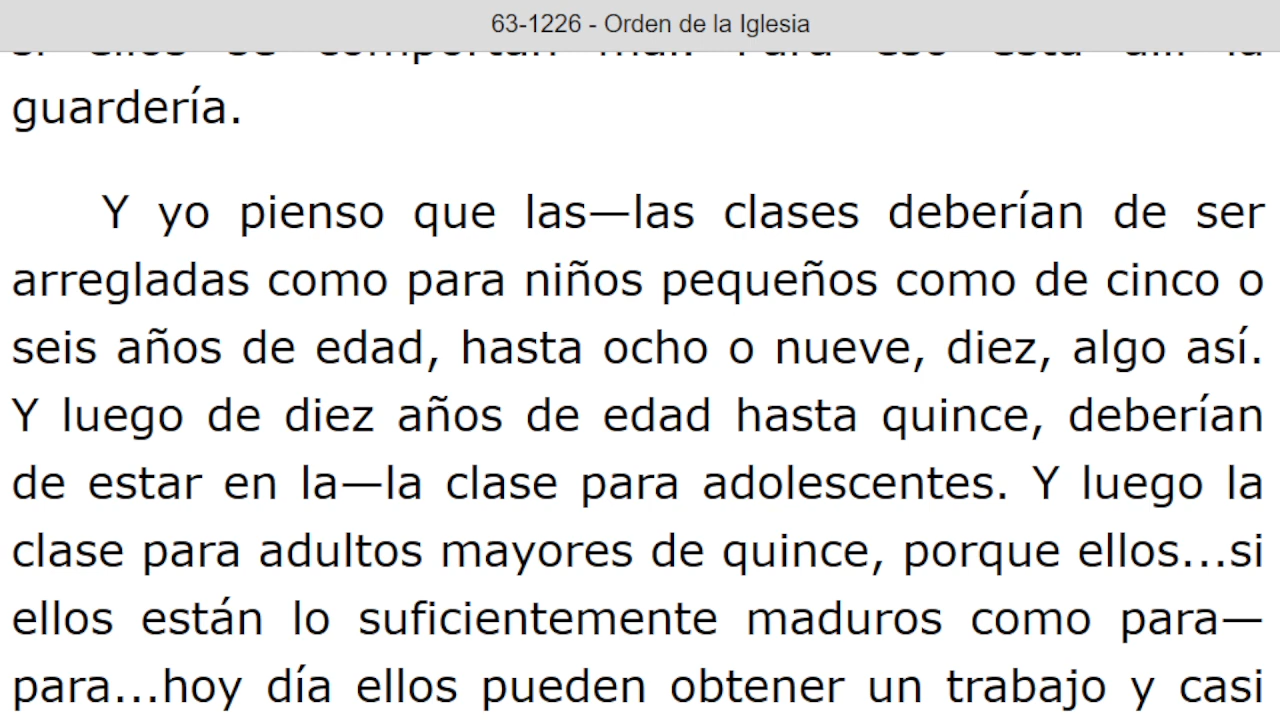 63-1226 - Orden de la Iglesia
guardería.
Y yo pienso que las—las clases deberían de ser
arregladas como para niños pequeños como de cinco o
seis años de edad, hasta ocho o nueve, diez, algo así.
Y luego de diez años de edad hasta quince, deberían
de estar en la—la clase para adolescentes. Y luego la
clase para adultos mayores de quince, porque ellos...si
ellos están lo suficientemente maduros como para—
para...hoy día ellos pueden obtener un trabajo y casi